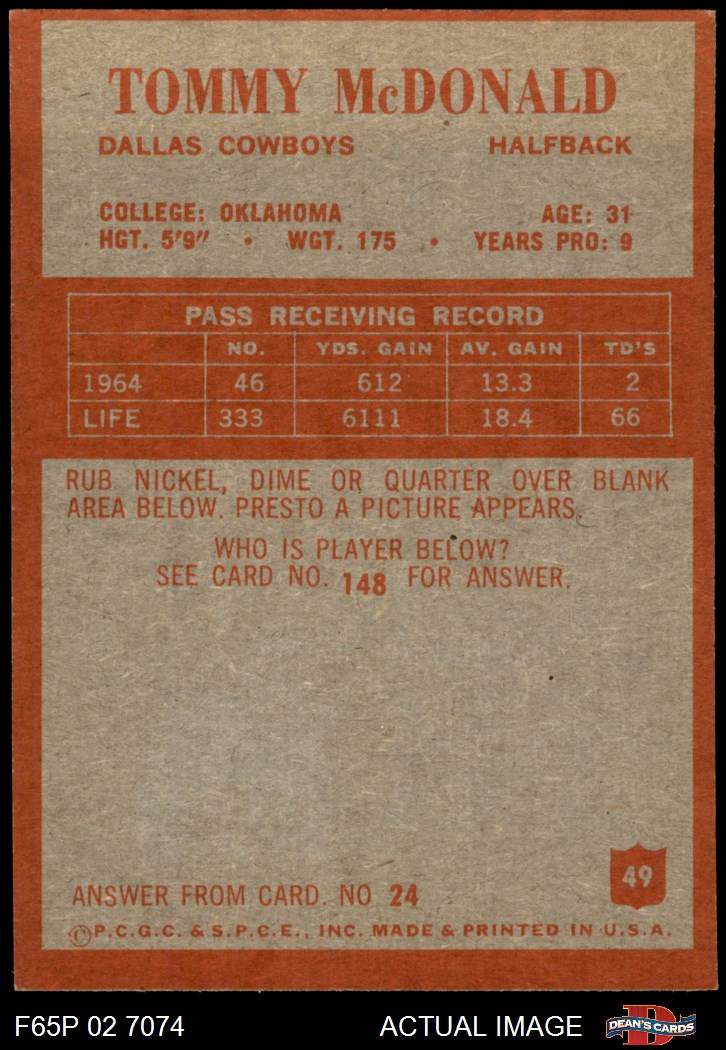 TOMMY McDONALD
DALLAS COWBOYS HALFBACK
COLLEGE: OKLAHOMA AGE: 31
HGT. 5'9" • WGT. 175 • YEARS PRO: 9
PASS RECEIVING RECORD
NO. YDS. GAIN AV. GAIN TD'S
1964 46 612 13.3 2
LIFE 333 6111 18.4 66
RUB NICKEL, DIME OR QUARTER OVER BLANK
AREA BELOW. PRESTO A PICTURE APPEARS.
WHO IS PLAYER BELOW?
SEE CARD NO. 148 FOR ANSWER.
49
ANSWER FROM CARD. NO 24
©P.C.G.C. & S.P.C.E., INC. MADE & PRINTED IN U.S.A.
F65P 02 7074 ACTUAL IMAGE D DEAN'S CARDS